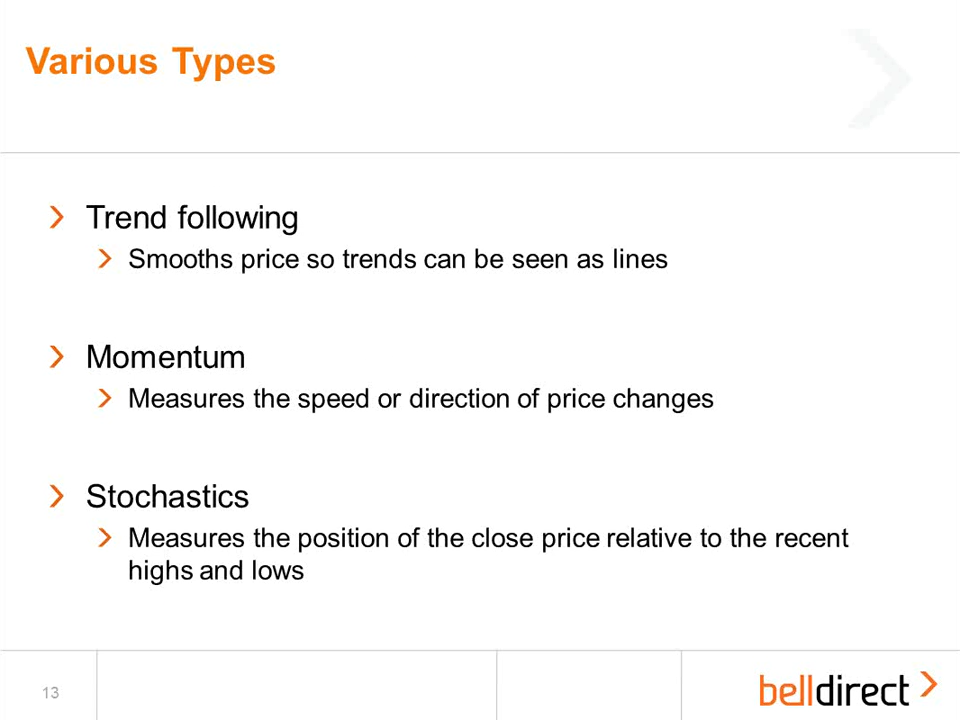 Various Types
Trend following
Smooths price so trends can be seen as lines
Momentum
Measures the speed or direction of price changes
Stochastics
Measures the position of the close price relative to the recent
highs and lows
13
belldirect